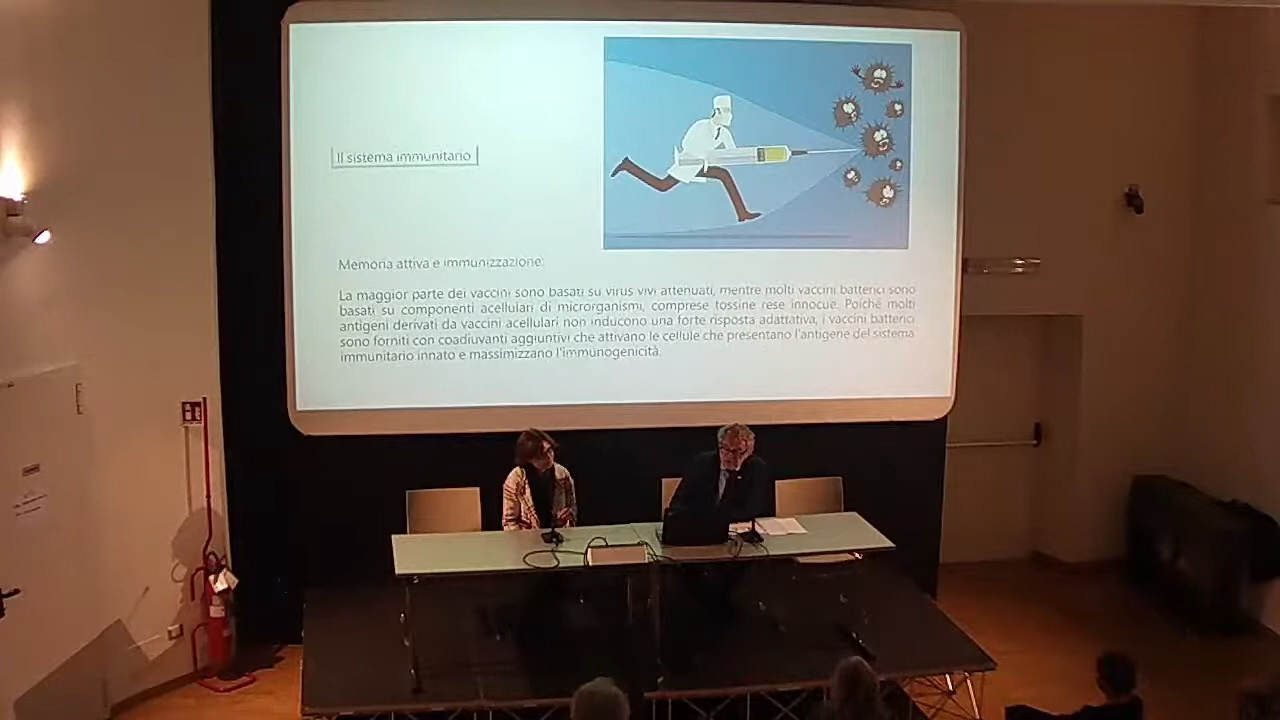 Il sistema immunitario
Memoria attiva e immunizzazione:
La maggior parte dei vaccini sono basati su virus vivi attenuati, mentre molti vaccini batterici sono
basati su componenti acellulari di microrganismi, comprese tossine rese innocue. Poiché molti
antigeni derivati da vaccini acellulari non inducono una forte risposta adattativa, i vaccini batterici
sono forniti con coadiuvanti aggiuntivi che attivano le cellule che presentano l'antigene del sistema
immunitario innato e massimizzano l'immunogenicità.